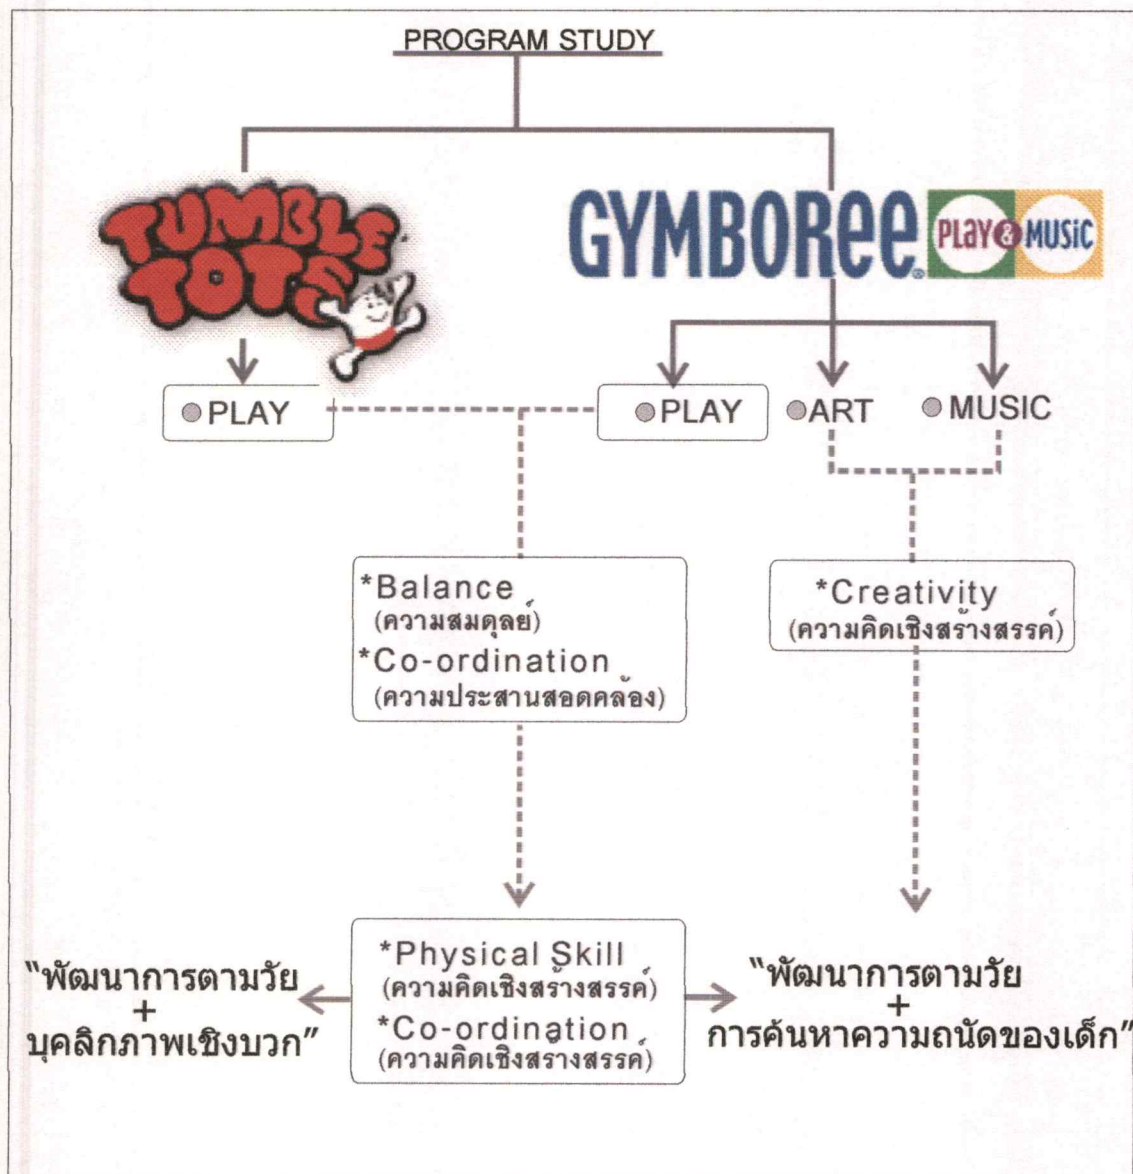 PROGRAM STUDY
TUMBLE
TOTS
GYMBOREE
PLAY & MUSIC
PLAY
PLAY
ART
MUSIC
*Balance
(ความสมดุลย์)
*Co-ordination
(ความประสานสอดคล้อง)
*Creativity
(ความคิดเชิงสร้างสรรค์)
*Physical Skill
(ความคิดเชิงสร้างสรรค์)
*Co-ordination
(ความคิดเชิงสร้างสรรค์)
"พัฒนาการตามวัย
+
บุคลิกภาพเชิงบวก"
"พัฒนาการตามวัย
+
การค้นหาความถนัดของเด็ก"